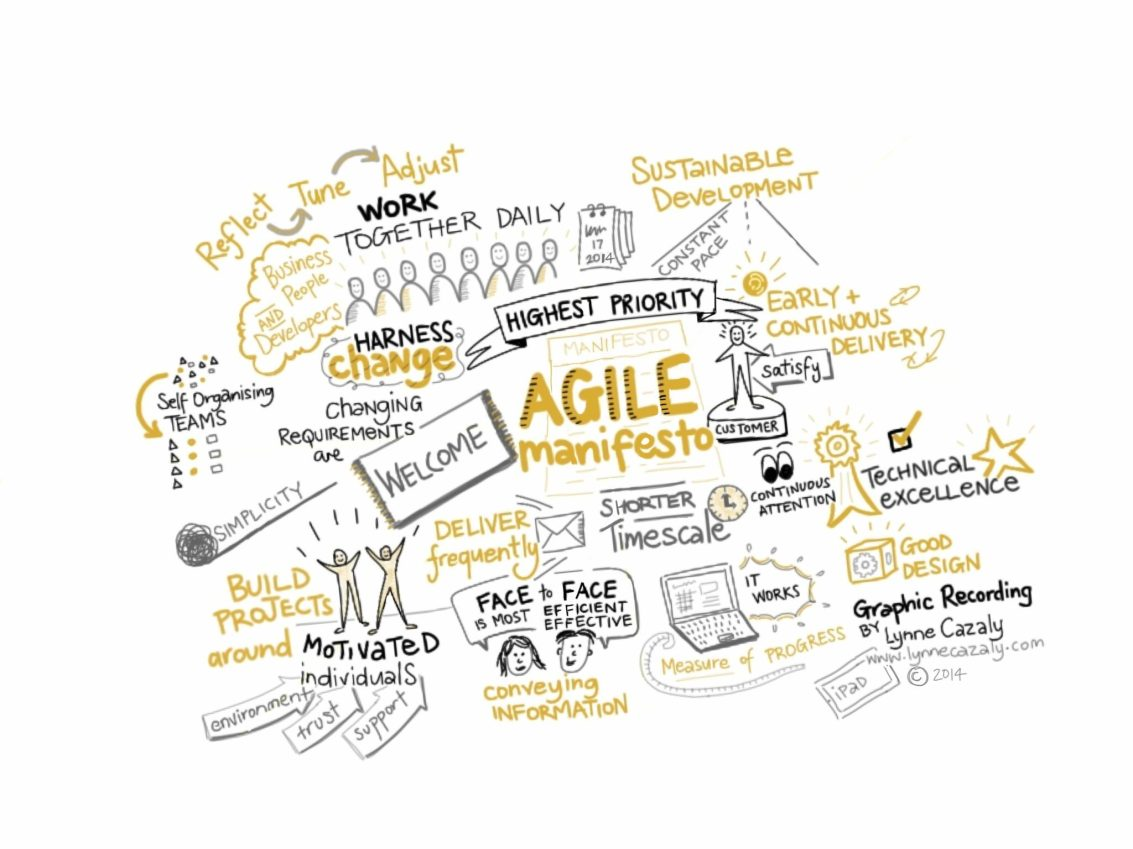 Reflect
Tune
Adjust
WORK
TOGETHER DAILY
17
2014
SUSTAINABLE
DEVELOPMENT
CONSTANT
PACE
Business
People
AND
Developers
HARNESS
change
HIGHEST PRIORITY
EARLY +
CONTINUOUS
DELIVERY
MANIFESTO
AGILE
manifesto
satisfy
CUSTOMER
Self Organising
TEAMS
CHANGING
REQUIREMENTS
are
WELCOME
SIMPLICITY
CONTINUOUS
ATTENTION
TECHNICAL
EXCELLENCE
DELIVER
frequently
SHORTER
Timescale
GOOD
DESIGN
BUILD
PROJECTS
around
MOTIVATED
individuals
environment
trust
support
FACE to FACE
IS MOST EFFICIENT
EFFECTIVE
conveying
INFORMATION
IT
WORKS
Measure of PROGRESS
Graphic Recording
BY Lynne Cazaly
www.lynnecazaly.com
© 2014
iPAD